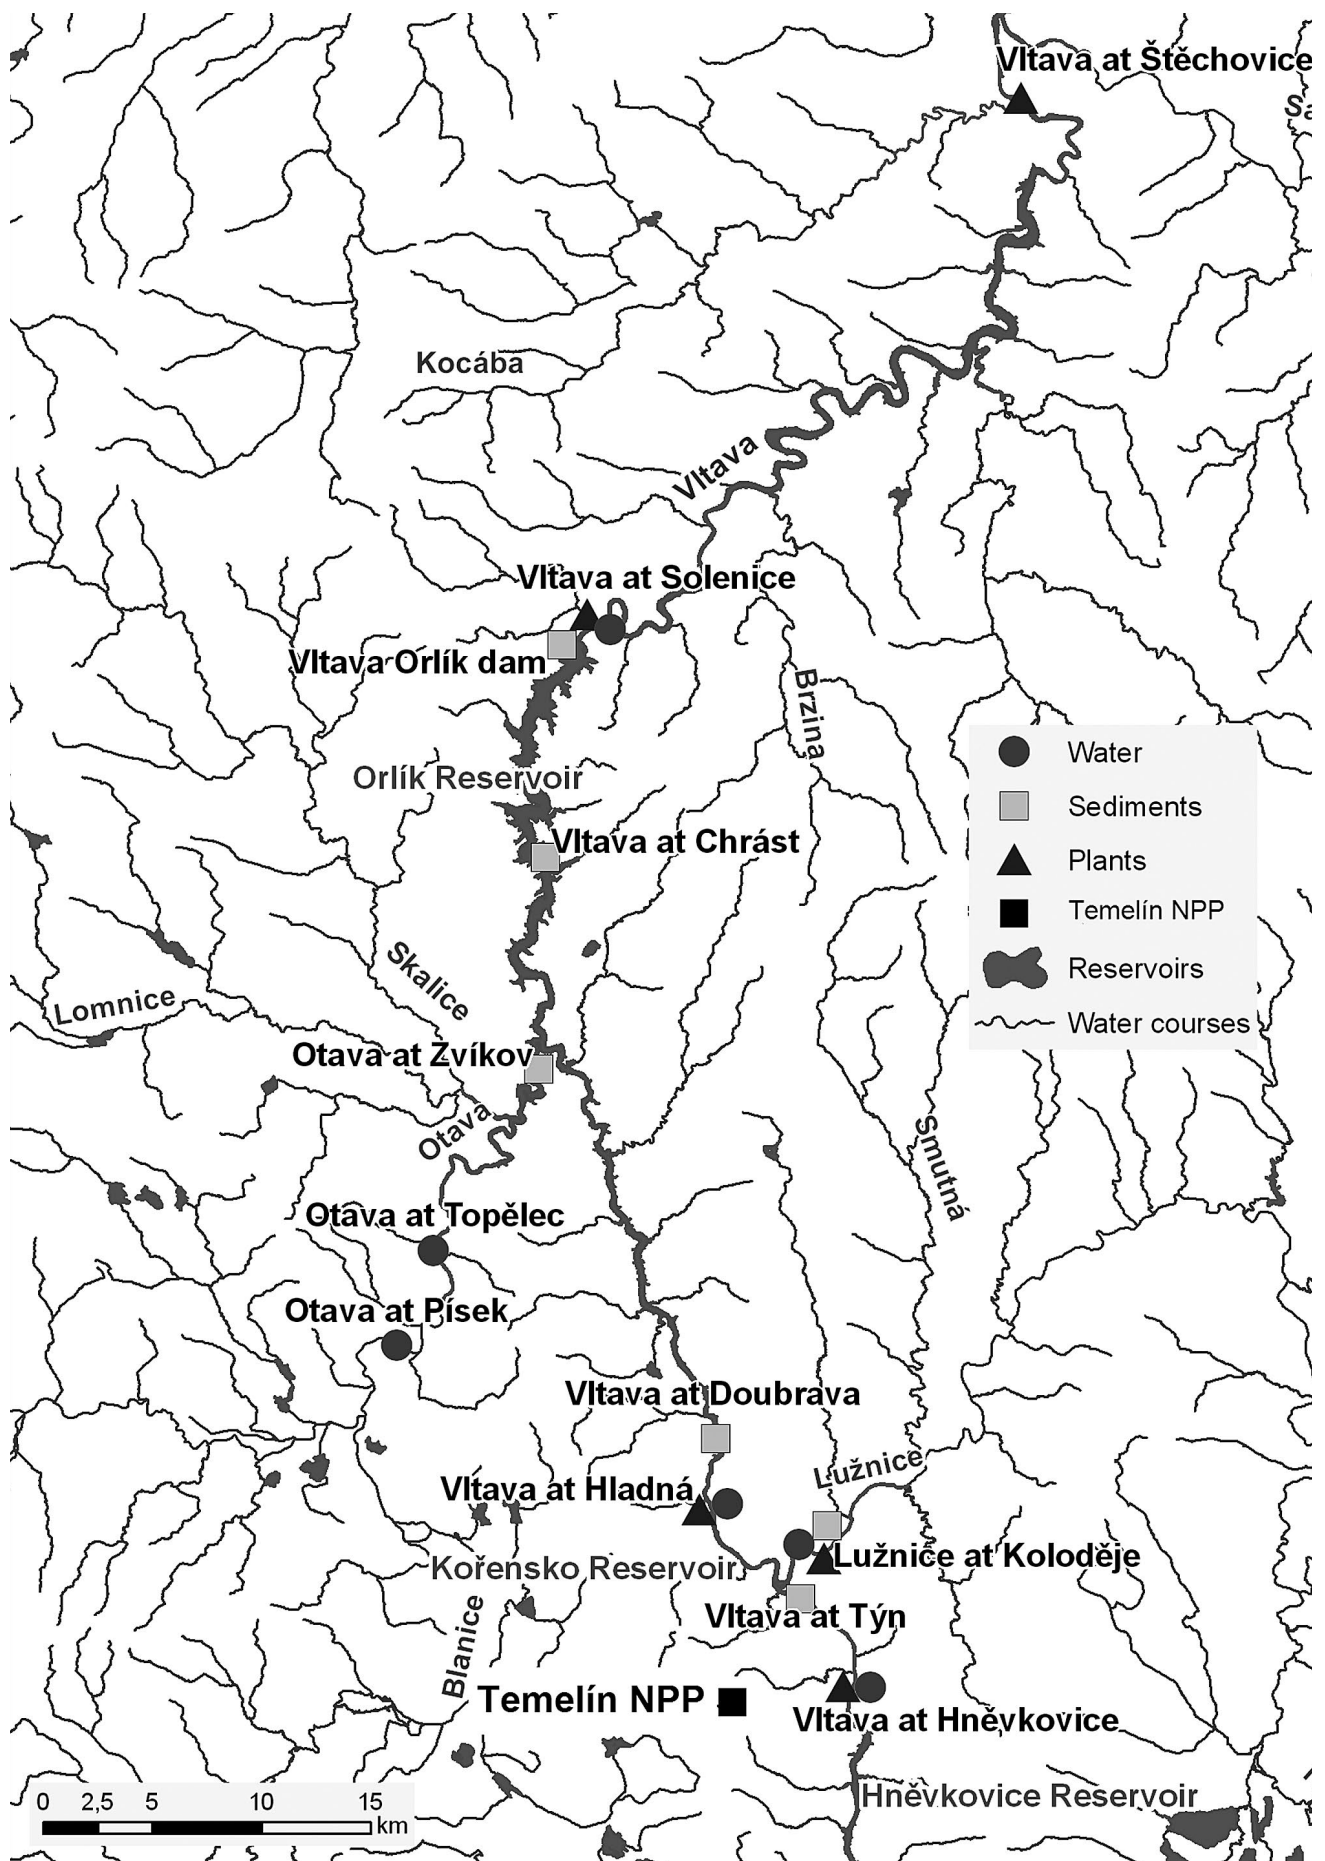 Vltava at Štěchovice
Sa
Kocába
Vltava
Vltava at Solenice
Vltava Orlík dam
Brzina
Water
Orlík Reservoir
Sediments
Vltava at Chrást
Plants
Temelín NPP
Skalice
Reservoirs
Lomnice
Water courses
Otava at Zvíkov
Otava
Smutná
Otava at Topělec
Otava at Písek
Vltava at Doubrava
Lužnice
Vltava at Hladná
Lužnice at Koloděje
Kořensko Reservoir
Vltava at Týn
Blanice
Temelín NPP
Vltava at Hněvkovice
Hněvkovice Reservoir
0 2,5 5 10 15
km